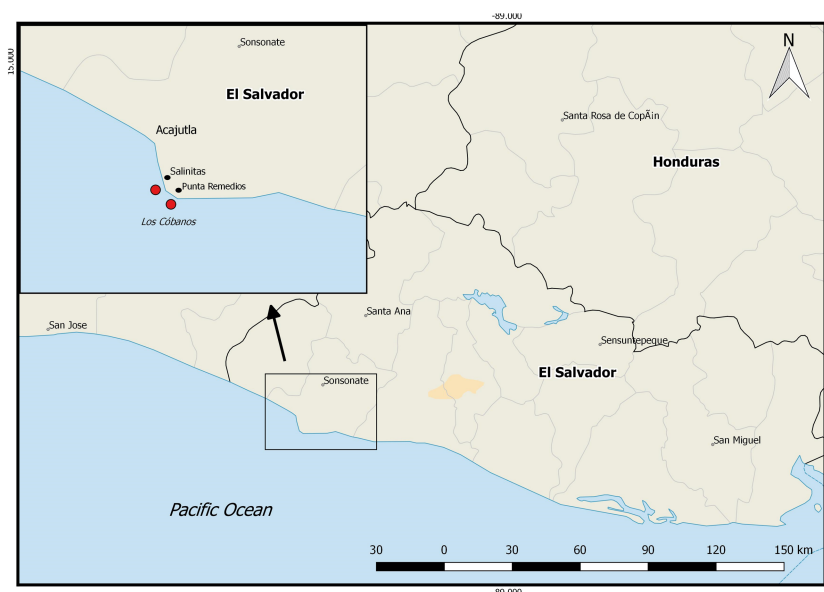 -89.000
15.000
Sonsonate
El Salvador
Acajutla
Salinitas
Punta Remedios
Los Cóbanos
N
Santa Rosa de CopÃin
Honduras
San Jose
Santa Ana
Sensuntepeque
Sonsonate
El Salvador
San Miguel
Pacific Ocean
30 0 30 60 90 120 150 km
-89.000